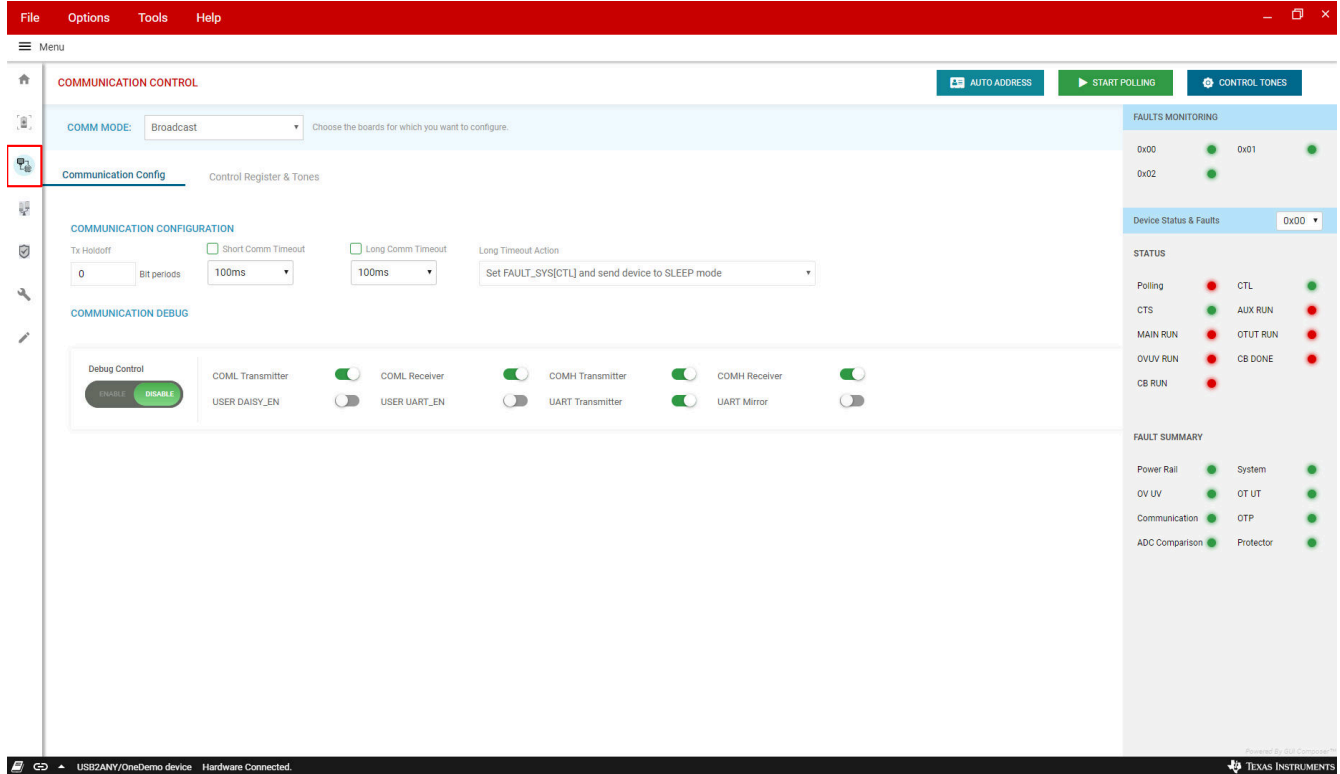 File Options Tools Help
Menu
COMMUNICATION CONTROL AUTO ADDRESS START POLLING CONTROL TONES
COMM MODE: Broadcast Choose the boards for which you want to configure.
Communication Config Control Register & Tones
COMMUNICATION CONFIGURATION
Tx Holdoff Short Comm Timeout Long Comm Timeout Long Timeout Action
0 Bit periods 100ms 100ms Set FAULT_SYS[CTL] and send device to SLEEP mode
COMMUNICATION DEBUG
Debug Control
ENABLE DISABLE
COML Transmitter COML Receiver COMH Transmitter COMH Receiver
USER DAISY_EN USER UART_EN UART Transmitter UART Mirror
FAULTS MONITORING
0x00 0x01
0x02
Device Status & Faults 0x00
STATUS
Polling CTL
CTS AUX RUN
MAIN RUN OTUT RUN
OVUV RUN CB DONE
CB RUN
FAULT SUMMARY
Power Rail System
OV UV OT UT
Communication OTP
ADC Comparison Protector
Powered By GUI Composer™
USB2ANY/OneDemo device Hardware Connected. TEXAS INSTRUMENTS